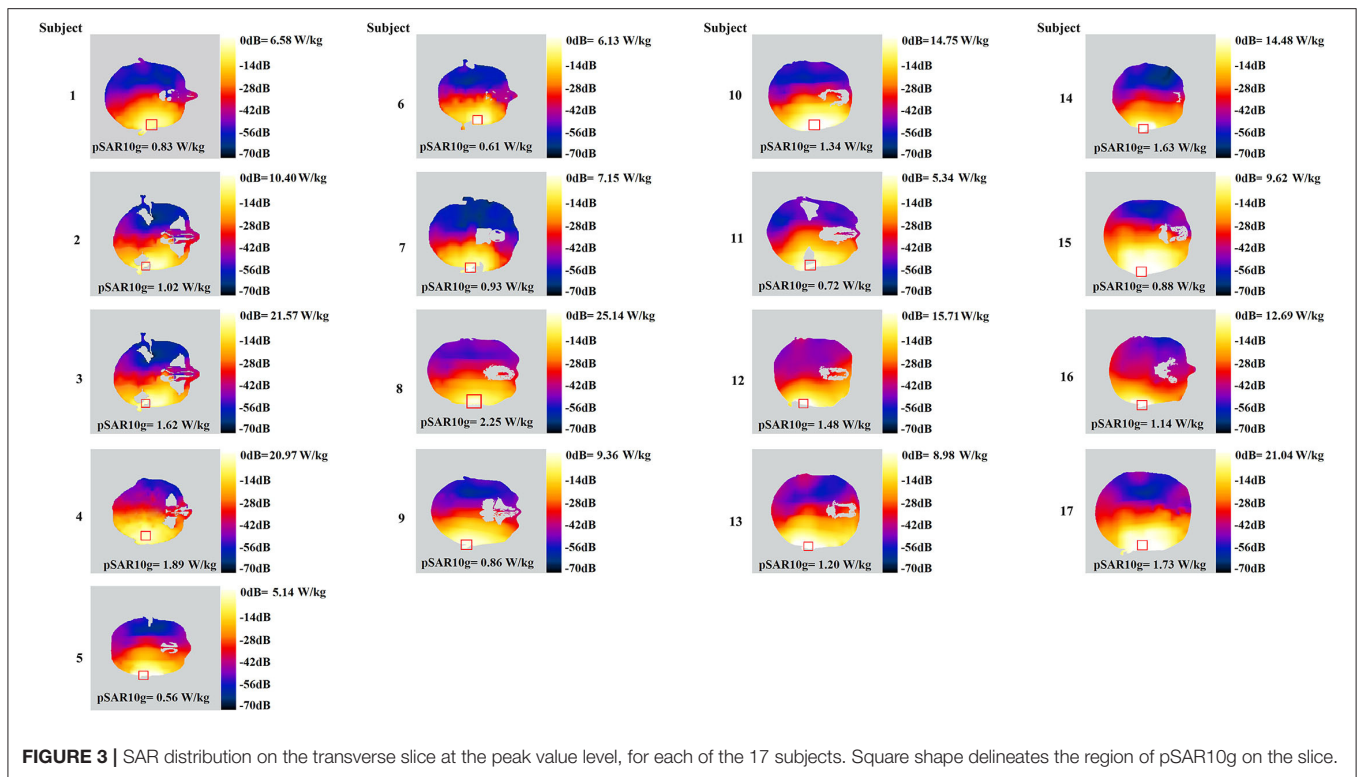 Subject
0dB= 6.58 W/kg
-14dB
-28dB
1
-42dB
-56dB
pSAR10g= 0.83 W/kg
-70dB
0dB= 10.40 W/kg
-14dB
-28dB
2
-42dB
-56dB
pSAR10g= 1.02 W/kg
-70dB
0dB= 21.57 W/kg
-14dB
-28dB
3
-42dB
-56dB
pSAR10g= 1.62 W/kg
-70dB
0dB= 20.97 W/kg
-14dB
-28dB
4
-42dB
-56dB
pSAR10g= 1.89 W/kg
-70dB
0dB= 5.14 W/kg
-14dB
-28dB
5
-42dB
-56dB
pSAR10g= 0.56 W/kg
-70dB
Subject
0dB= 6.13 W/kg
-14dB
-28dB
6
-42dB
-56dB
pSAR10g= 0.61 W/kg
-70dB
0dB= 7.15 W/kg
-14dB
-28dB
7
-42dB
-56dB
pSAR10g= 0.93 W/kg
-70dB
0dB= 25.14 W/kg
-14dB
-28dB
8
-42dB
-56dB
pSAR10g= 2.25 W/kg
-70dB
0dB= 9.36 W/kg
-14dB
-28dB
9
-42dB
-56dB
pSAR10g= 0.86 W/kg
-70dB
Subject
0dB= 14.75 W/kg
-14dB
-28dB
10
-42dB
-56dB
pSAR10g= 1.34 W/kg
-70dB
0dB= 5.34 W/kg
-14dB
-28dB
11
-42dB
-56dB
pSAR10g= 0.72 W/kg
-70dB
0dB= 15.71 W/kg
-14dB
-28dB
12
-42dB
-56dB
pSAR10g= 1.48 W/kg
-70dB
0dB= 8.98 W/kg
-14dB
-28dB
13
-42dB
-56dB
pSAR10g= 1.20 W/kg
-70dB
Subject
0dB= 14.48 W/kg
-14dB
-28dB
14
-42dB
-56dB
pSAR10g= 1.63 W/kg
-70dB
0dB= 9.62 W/kg
-14dB
-28dB
15
-42dB
-56dB
pSAR10g= 0.88 W/kg
-70dB
0dB= 12.69 W/kg
-14dB
-28dB
16
-42dB
-56dB
pSAR10g= 1.14 W/kg
-70dB
0dB= 21.04 W/kg
-14dB
-28dB
17
-42dB
-56dB
pSAR10g= 1.73 W/kg
-70dB
FIGURE 3 | SAR distribution on the transverse slice at the peak value level, for each of the 17 subjects. Square shape delineates the region of pSAR10g on the slice.